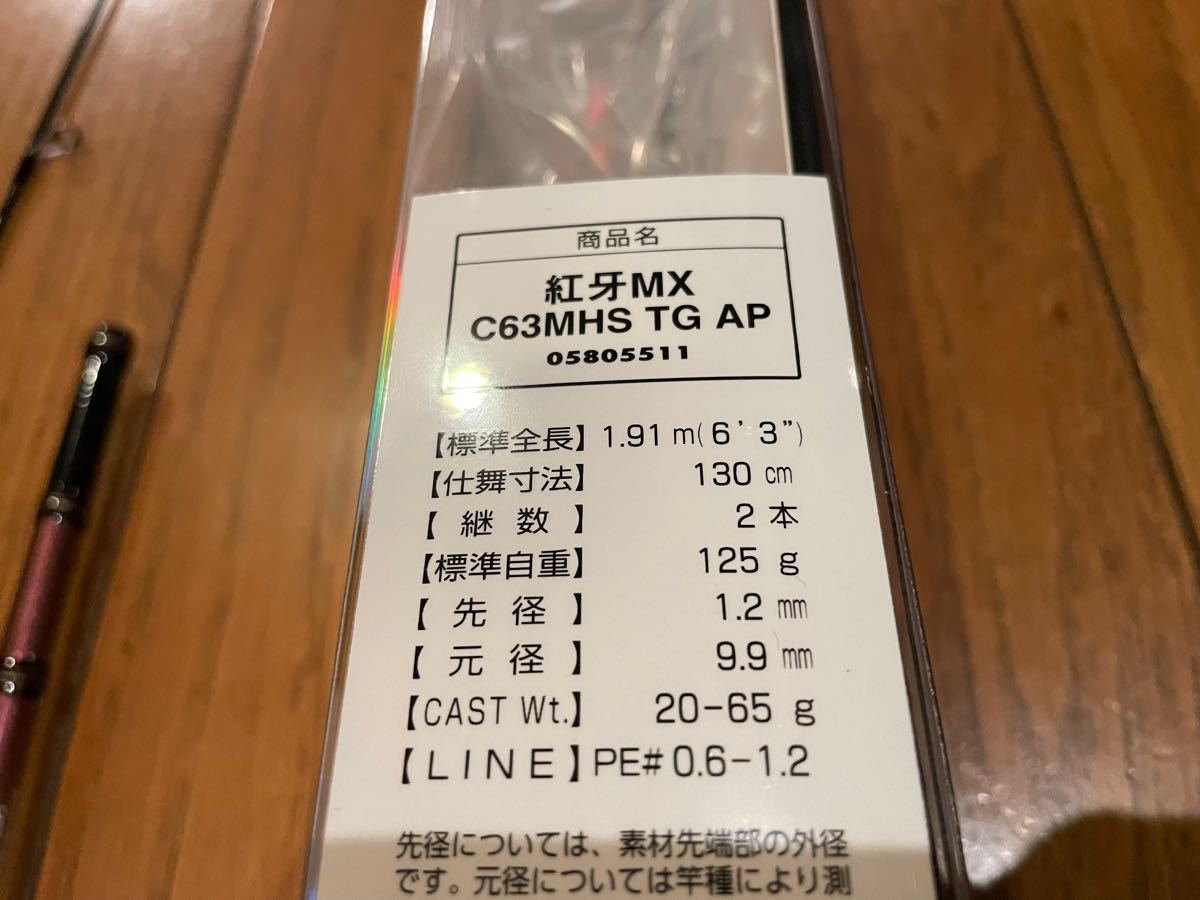 商品名
紅牙MX
C63MHS TG AP
05805511
【標準全長】1.91 m(6’3”)
【仕舞寸法】 130 cm
【 継 数 】 2 本
【標準自重】 125 g
【 先 径 】 1.2 mm
【 元 径 】 9.9 mm
【CAST Wt.】 20-65 g
【LINE】PE# 0.6-1.2
先径については、素材先端部の外径
です。元径については竿種により測